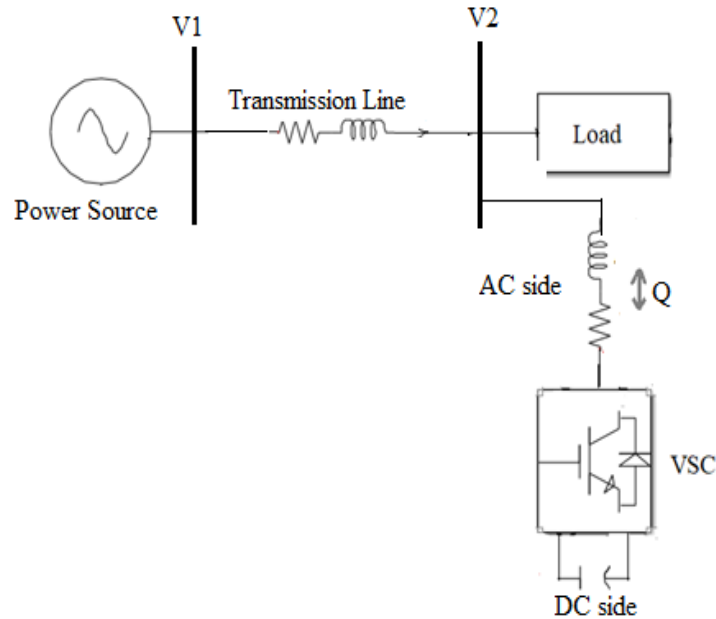 V1
V2
Transmission Line
Load
Power Source
AC side
Q
VSC
DC side